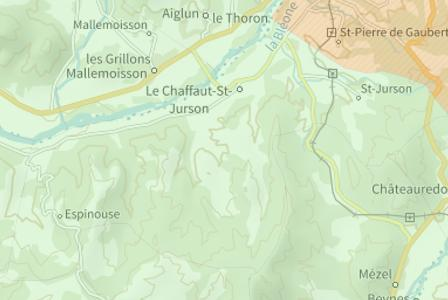 Aiglun
le Thoron
Mallemoisson
la Bléone
St-Pierre de Gaubert
les Grillons
Mallemoisson
Le Chaffaut-St-
Jurson
St-Jurson
Châteauredo
Espinouse
Mézel
Beynes